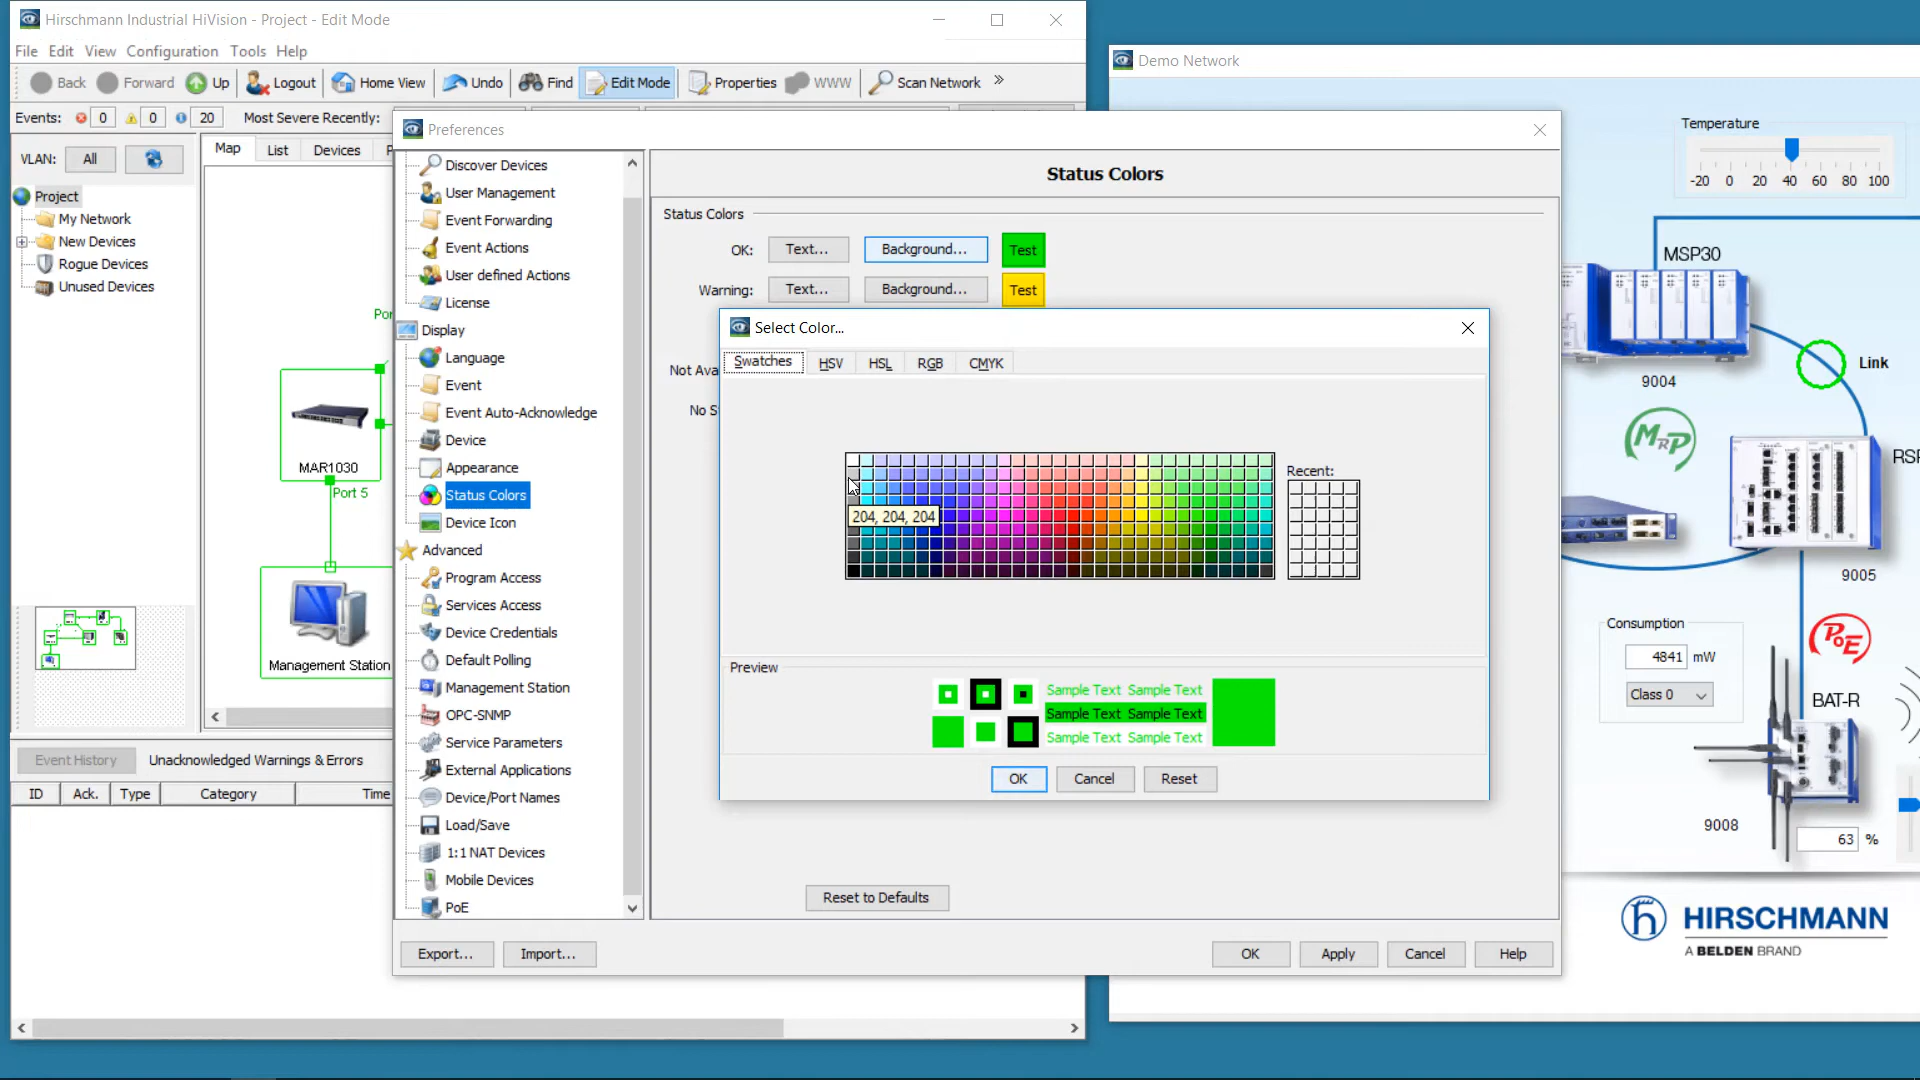 Hirschmann Industrial HiVision - Project - Edit Mode
File Edit View Configuration Tools Help
Back Forward Up Logout Home View Undo Find Edit Mode Properties WWW Scan Network »
Events: 0 0 20 Most Severe Recently:
VLAN: All
Map List Devices
Project
My Network
New Devices
Rogue Devices
Unused Devices
MAR1030
Port 5
Management Station
Event History Unacknowledged Warnings & Errors
ID Ack. Type Category Time
Preferences
Discover Devices
User Management
Event Forwarding
Event Actions
User defined Actions
License
Display
Language
Event
Event Auto-Acknowledge
Device
Appearance
Status Colors
Device Icon
Advanced
Program Access
Services Access
Device Credentials
Default Polling
Management Station
OPC-SNMP
Service Parameters
External Applications
Device/Port Names
Load/Save
1:1 NAT Devices
Mobile Devices
PoE
Export... Import...
Status Colors
Status Colors
OK: Text... Background... Test
Warning: Text... Background... Test
Not Ava
No S
Select Color...
Swatches HSV HSL RGB CMYK
204, 204, 204
Recent:
Preview
Sample Text Sample Text
Sample Text Sample Text
Sample Text Sample Text
OK Cancel Reset
Reset to Defaults
OK Apply Cancel Help
Demo Network
Temperature
-20 0 20 40 60 80 100
MSP30
9004
Link
MRP
RSP
9005
Consumption
4841 mW
Class 0
PoE
BAT-R
9008
63 %
HIRSCHMANN
A BELDEN BRAND